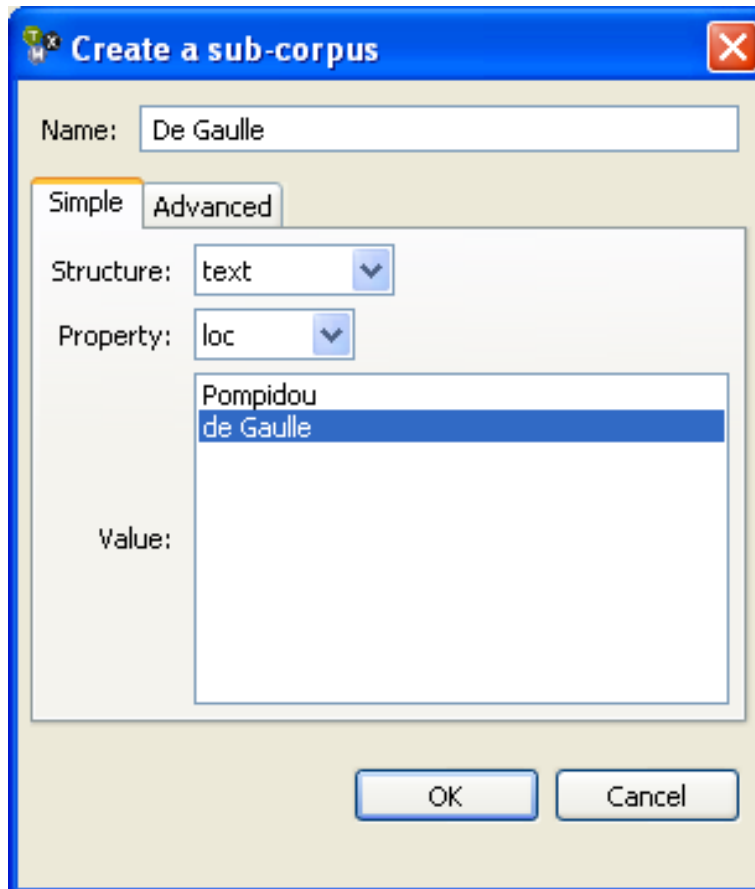 Create a sub-corpus
Name: De Gaulle
Simple Advanced
Structure: text
Property: loc
Pompidou
de Gaulle
Value:
OK Cancel